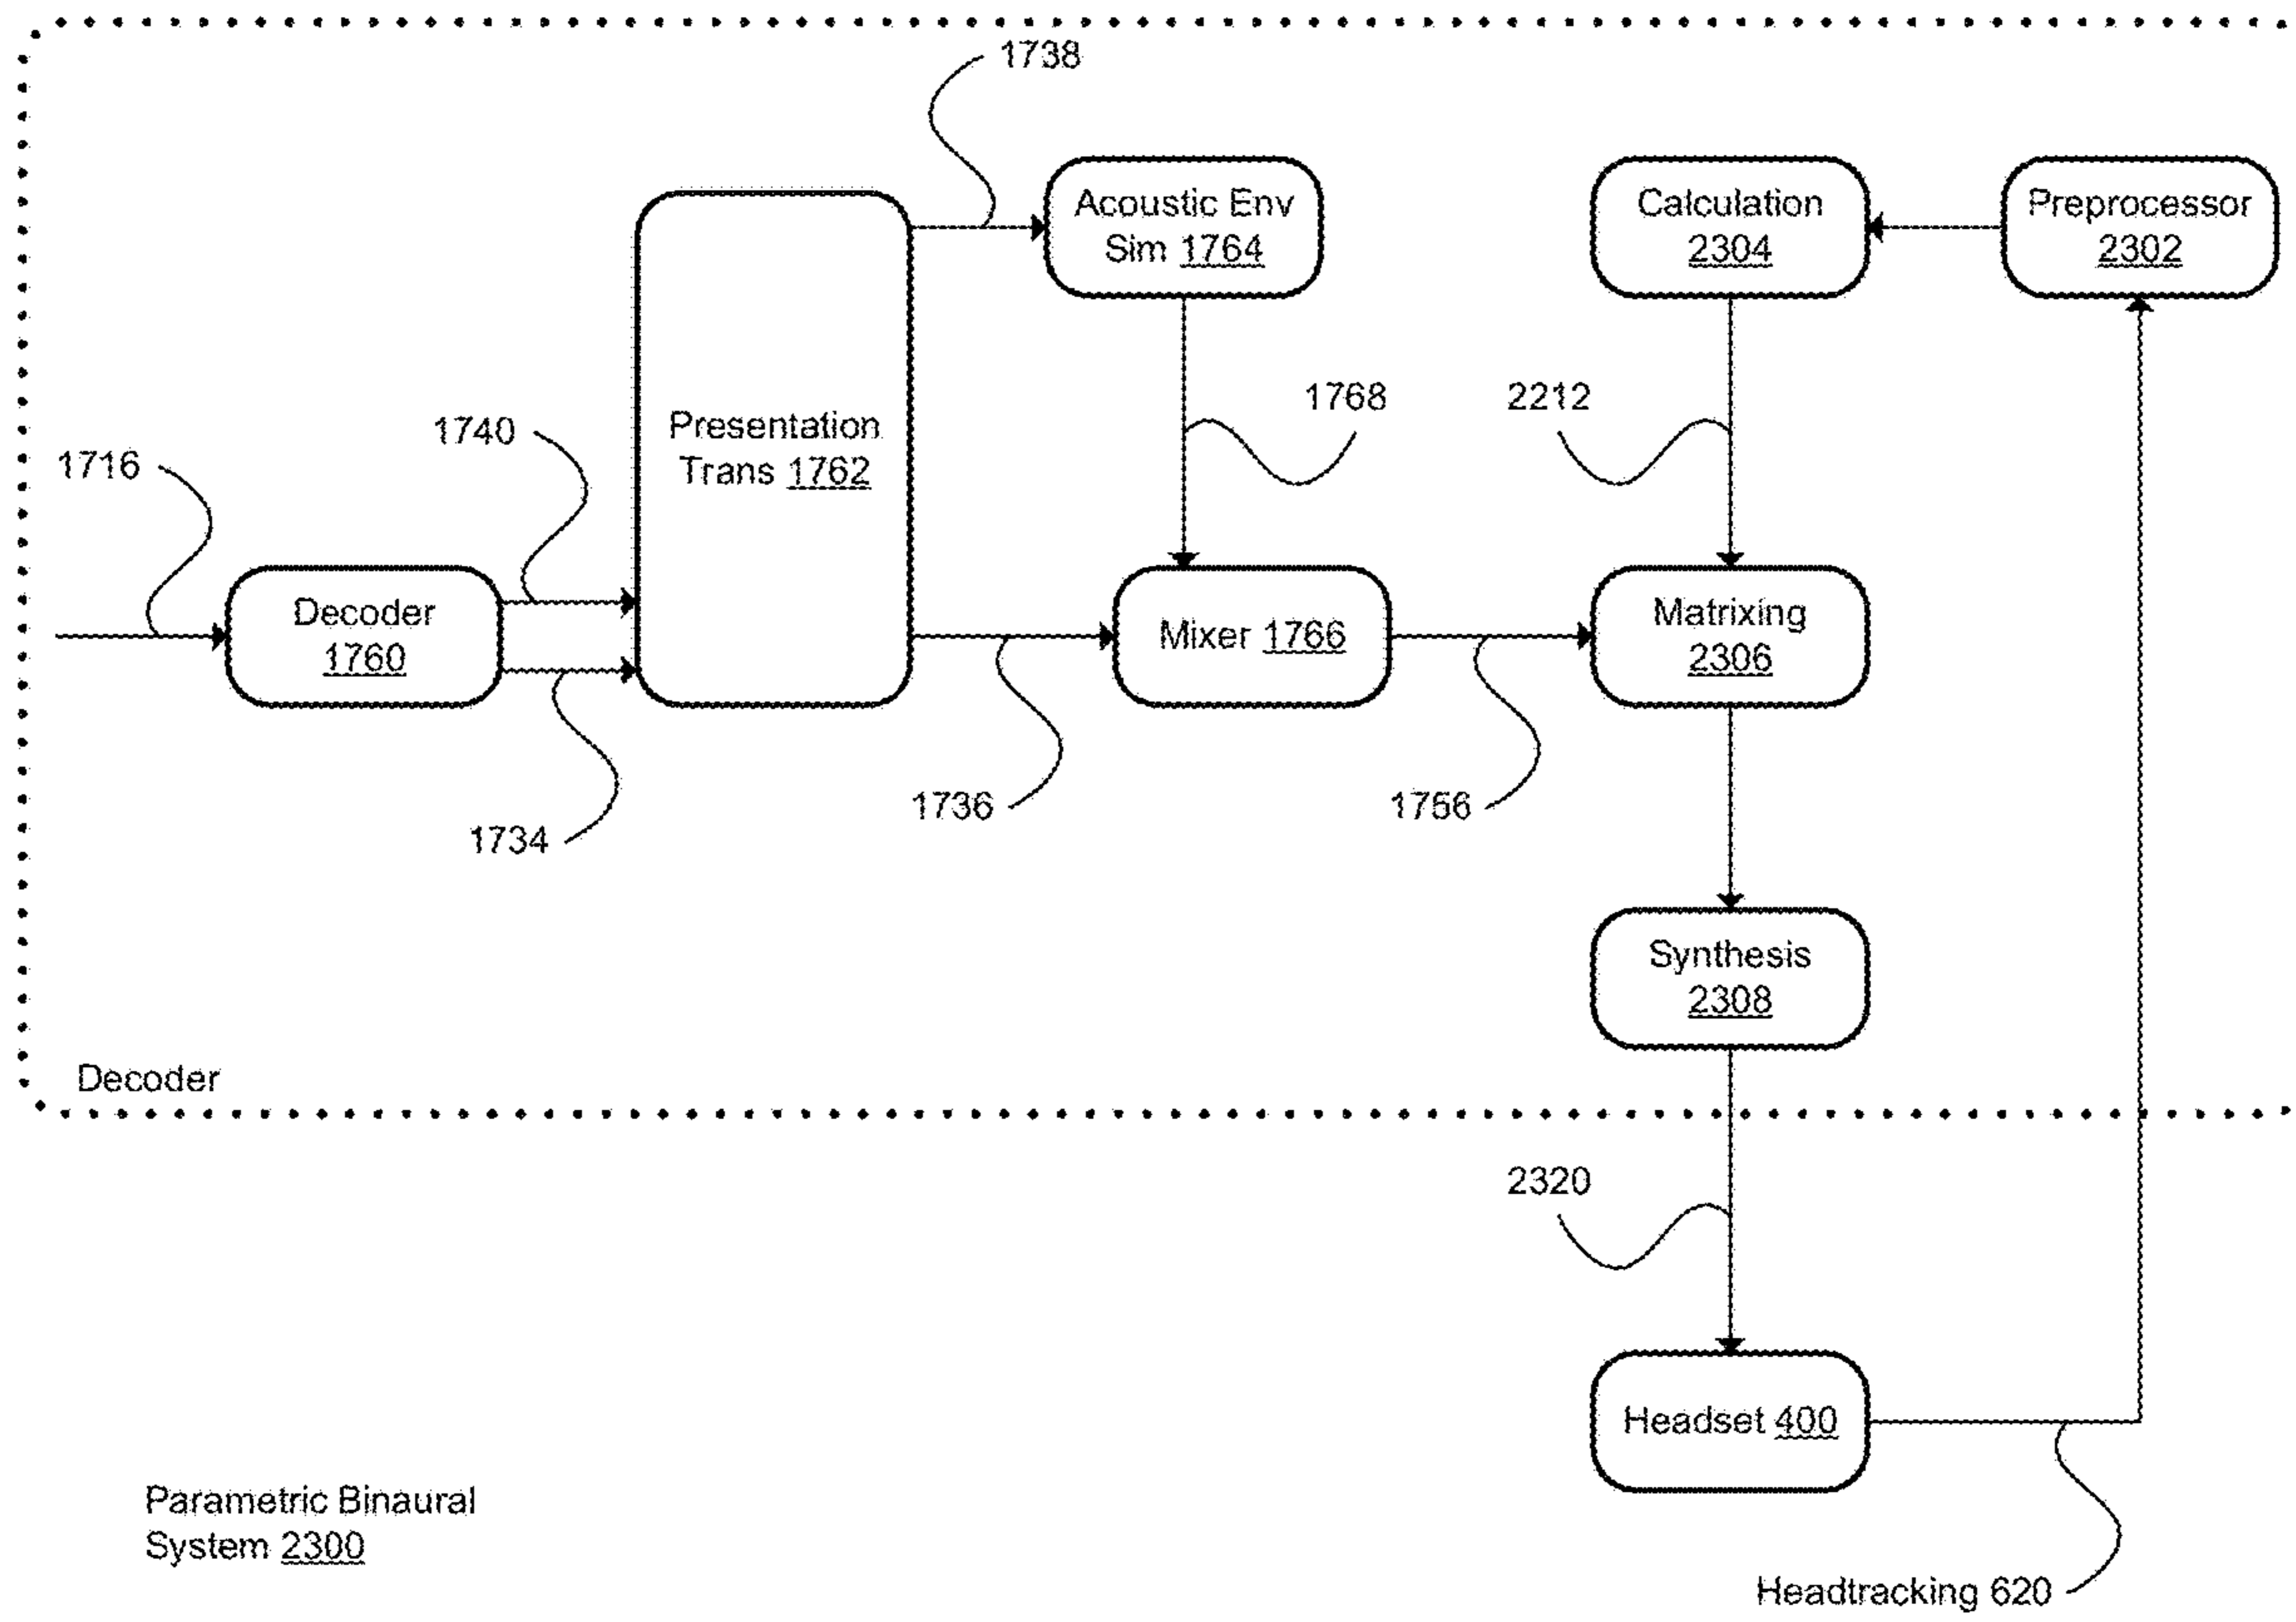 1738
Acoustic Env
Sim 1764
Calculation
2304
Preprocessor
2302
1768
2212
1740
Presentation
Trans 1762
1716
Decoder
1760
Mixer 1766
Matrixing
2306
1736
1756
1734
Synthesis
2308
Decoder
2320
Headset 400
Parametric Binaural
System 2300
Headtracking 620